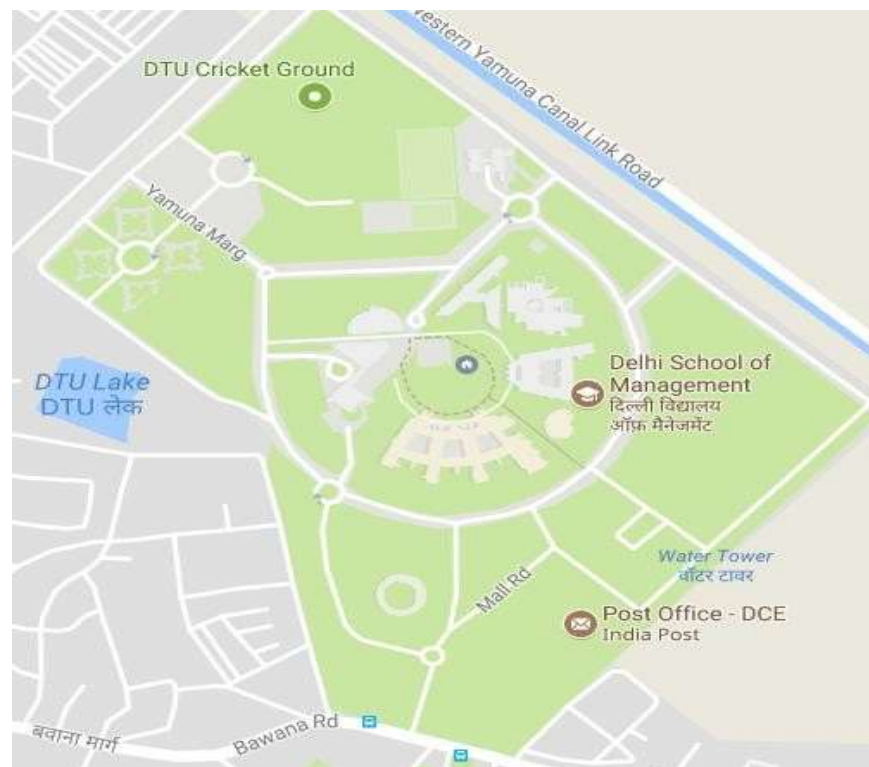 Western Yamuna Canal Link Road
DTU Cricket Ground
Yamuna Marg
DTU Lake
DTU लेक
Delhi School of
Management
दिल्ली विद्यालय
ऑफ़ मैनेजमेंट
Water Tower
वॉटर टावर
Mall Rd
Post Office - DCE
India Post
Bawana Rd
बवाना मार्ग